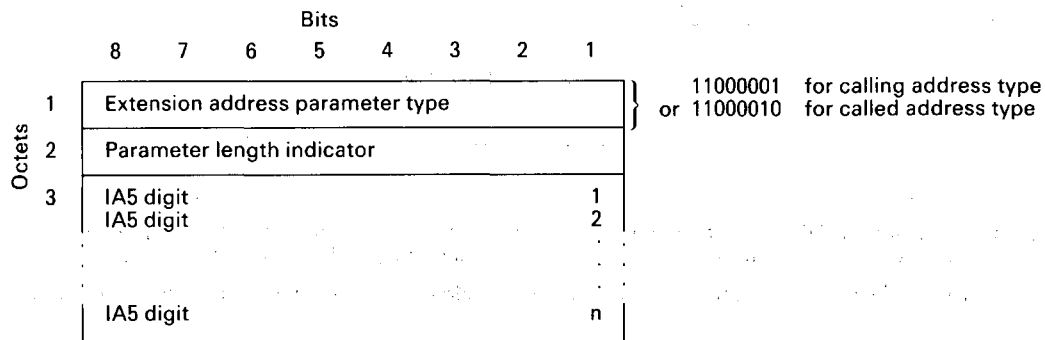 Bits
8 7 6 5 4 3 2 1
Octets
1 Extension address parameter type } 11000001 for calling address type
or 11000010 for called address type
2 Parameter length indicator
3 IA5 digit 1
IA5 digit 2
IA5 digit n